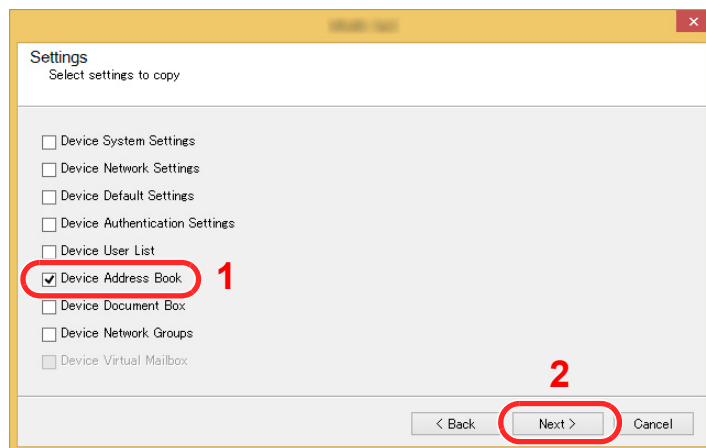 Settings
Select settings to copy
Device System Settings
Device Network Settings
Device Default Settings
Device Authentication Settings
Device User List
Device Address Book 1
Device Document Box
Device Network Groups
Device Virtual Mailbox
2
< Back Next > Cancel